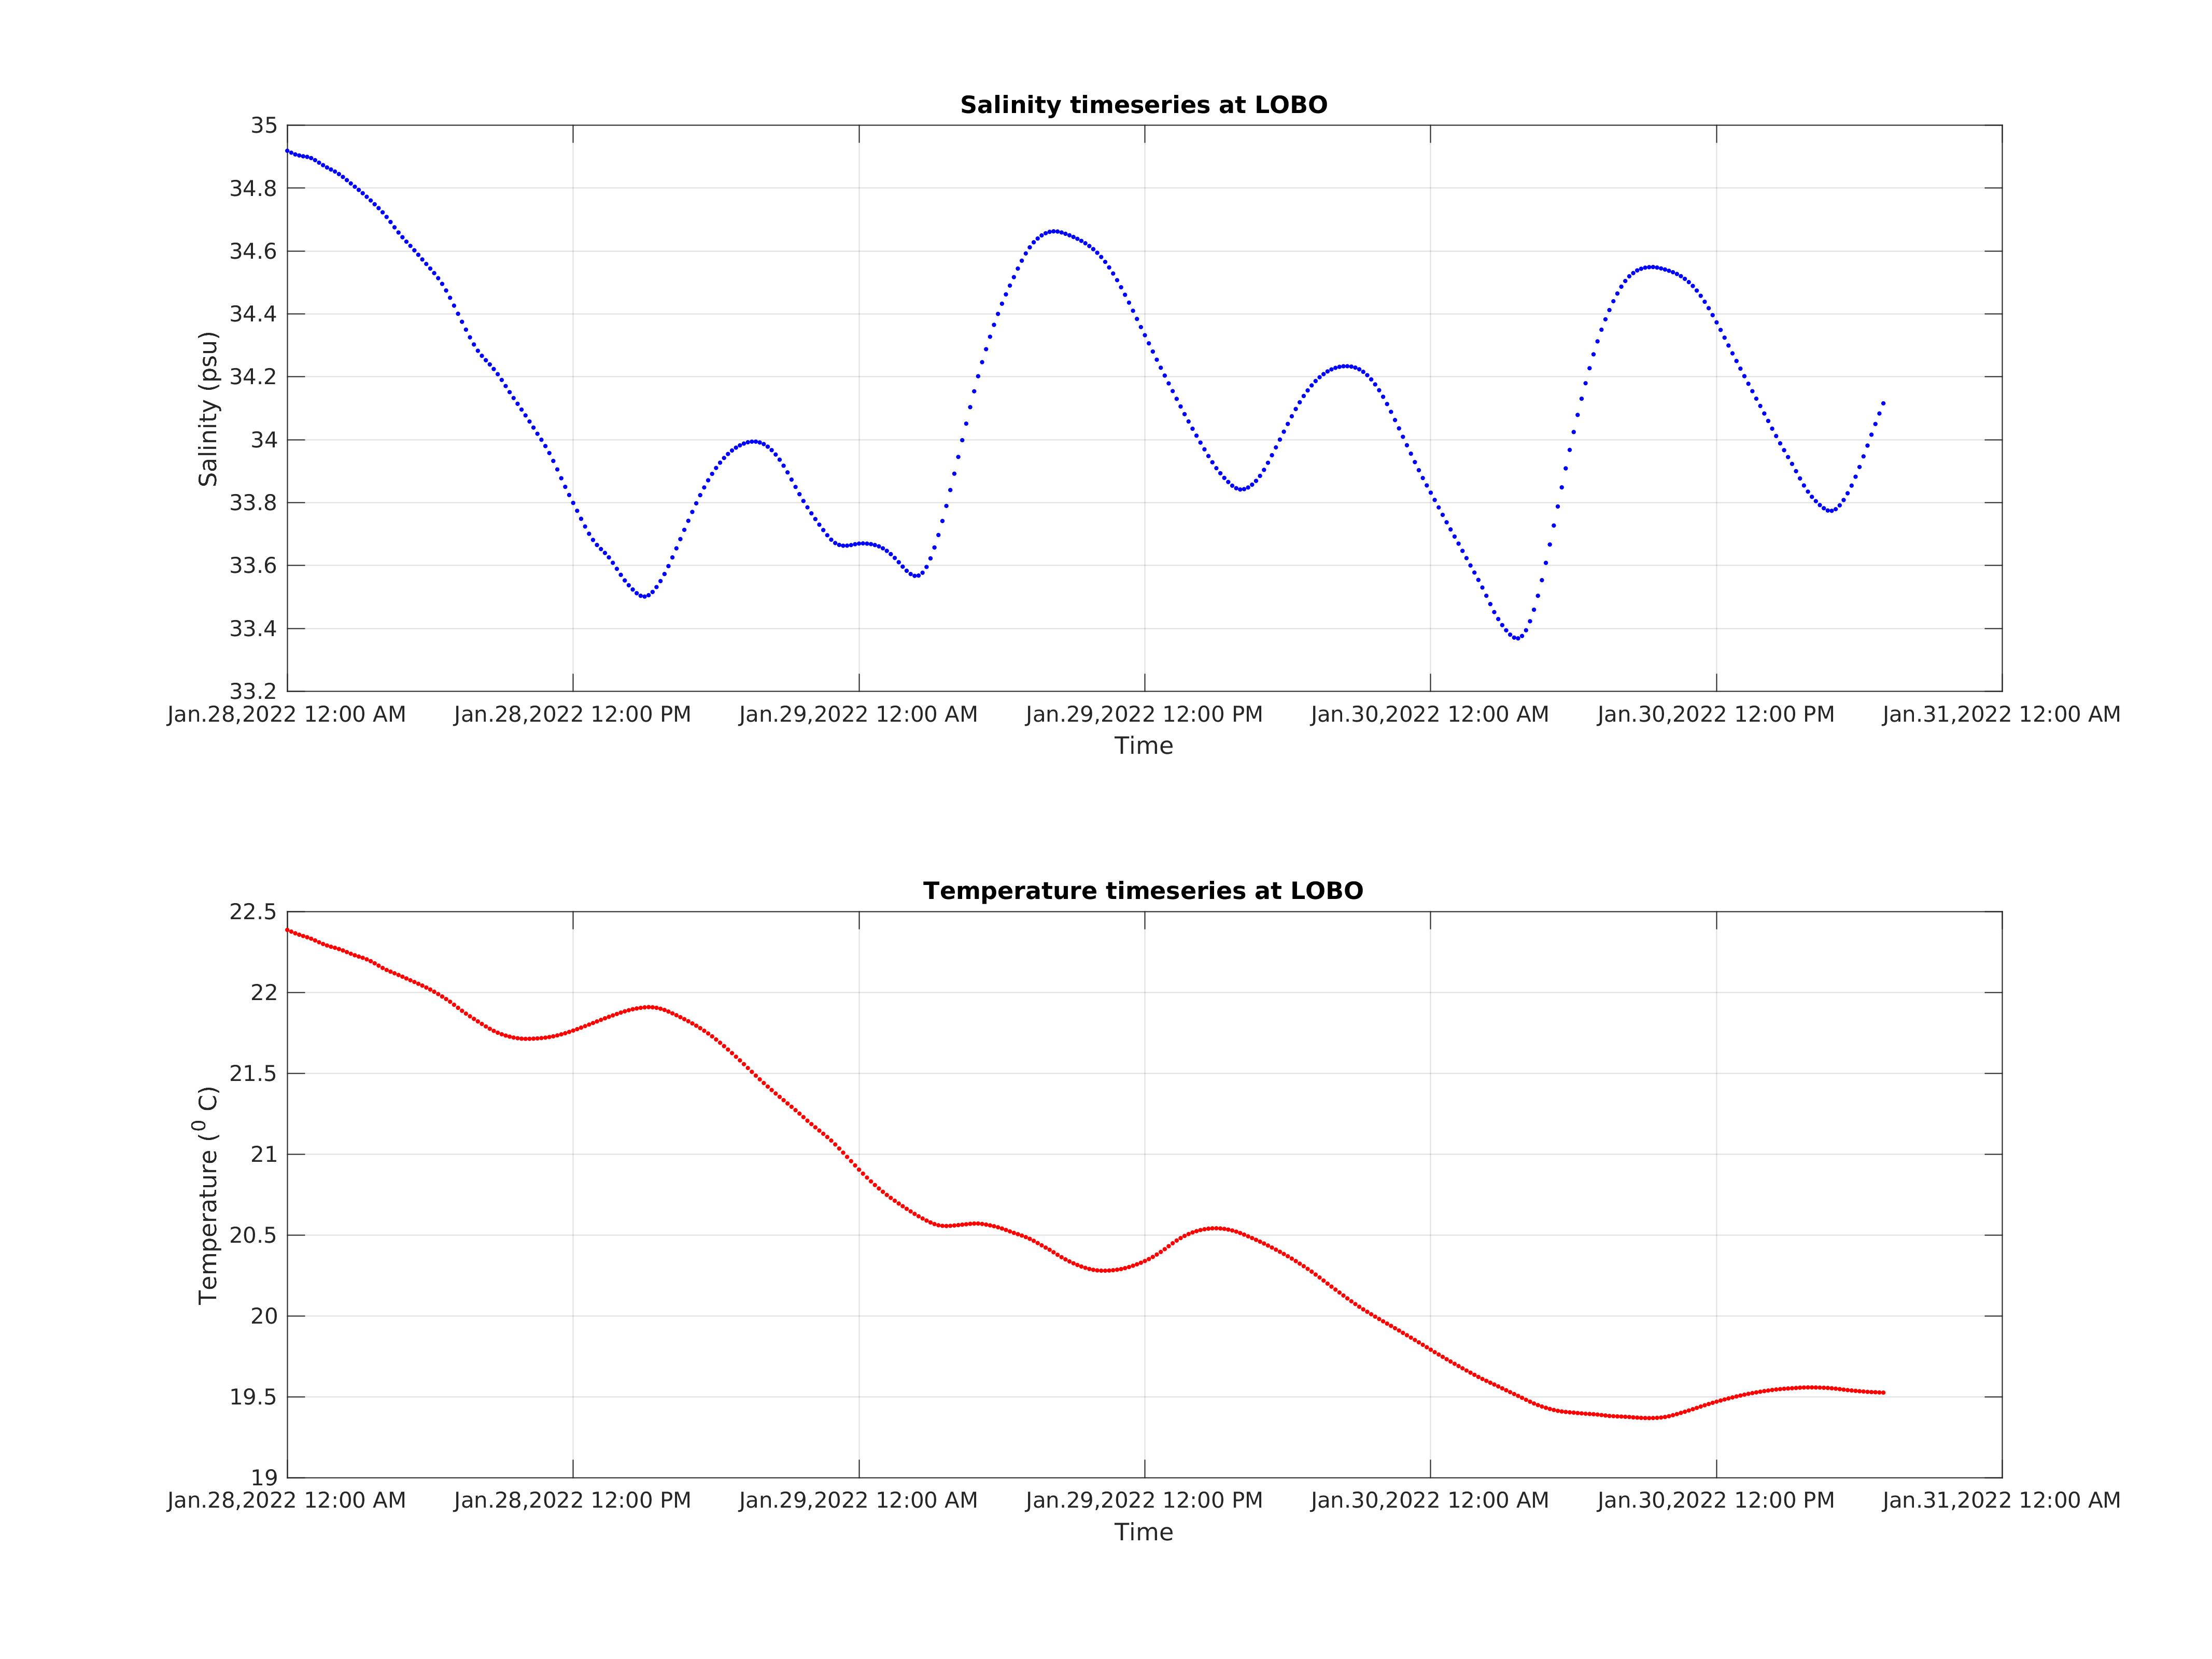 Salinity timeseries at LOBO
35
34.8
34.6
34.4
34.2
34
33.8
33.6
33.4
33.2
Salinity (psu)
Jan.28,2022 12:00 AM Jan.28,2022 12:00 PM Jan.29,2022 12:00 AM Jan.29,2022 12:00 PM Jan.30,2022 12:00 AM Jan.30,2022 12:00 PM Jan.31,2022 12:00 AM
Time
Temperature timeseries at LOBO
22.5
22
21.5
21
20.5
20
19.5
19
Temperature (⁰ C)
Jan.28,2022 12:00 AM Jan.28,2022 12:00 PM Jan.29,2022 12:00 AM Jan.29,2022 12:00 PM Jan.30,2022 12:00 AM Jan.30,2022 12:00 PM Jan.31,2022 12:00 AM
Time